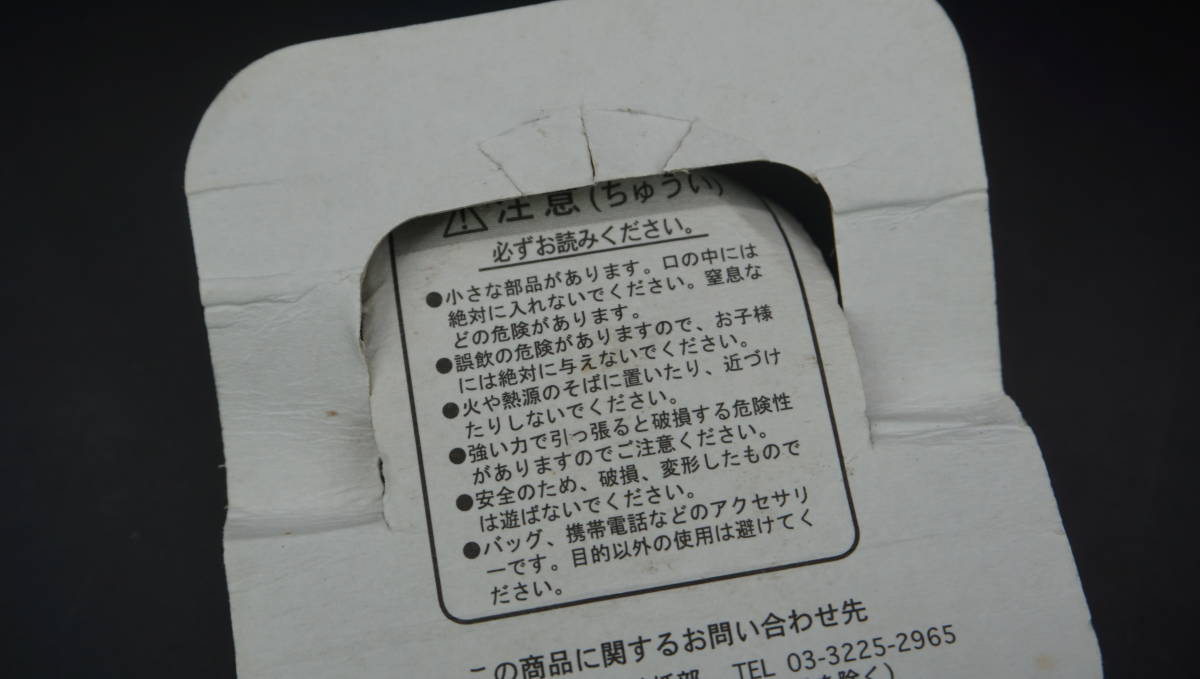 ⚠注意(ちゅうい)
必ずお読みください。
●小さな部品があります。口の中には
絶対に入れないでください。窒息な
どの危険があります。
●誤飲の危険がありますので、お子様
には絶対に与えないでください。
●火や熱源のそばに置いたり、近づけ
たりしないでください。
●強い力で引っ張ると破損する危険性
がありますのでご注意ください。
●安全のため、破損、変形したもので
は遊ばないでください。
●バッグ、携帯電話などのアクセサリ
ーです。目的以外の使用は避けてく
ださい。
この商品に関するお問い合わせ先
TEL 03-3225-2965
を除く)